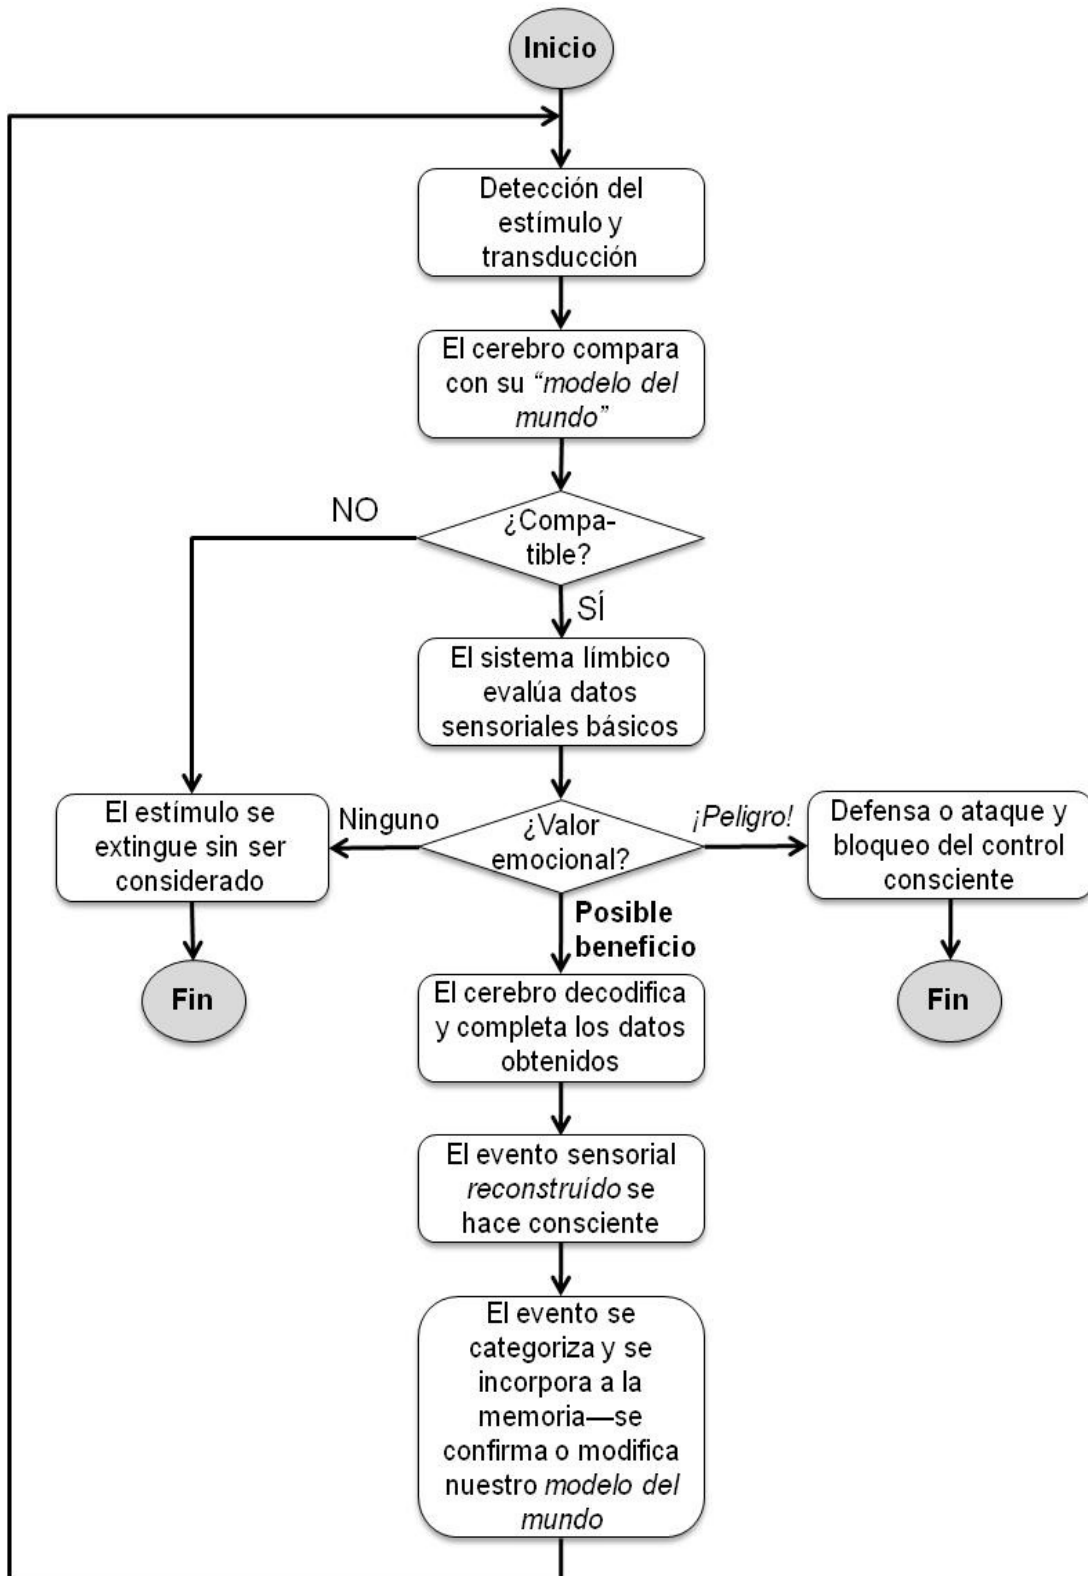 Inicio
Detección del
estímulo y
transducción
El cerebro compara
con su “modelo del
mundo”
NO
¿Compa-
tible?
SÍ
El sistema límbico
evalúa datos
sensoriales básicos
El estímulo se
extingue sin ser
considerado
Ninguno
¿Valor
emocional?
¡Peligro!
Defensa o ataque y
bloqueo del control
consciente
Posible
beneficio
Fin
El cerebro decodifica
y completa los datos
obtenidos
Fin
El evento sensorial
reconstruído se
hace consciente
El evento se
categoriza y se
incorpora a la
memoria—se
confirma o modifica
nuestro modelo del
mundo